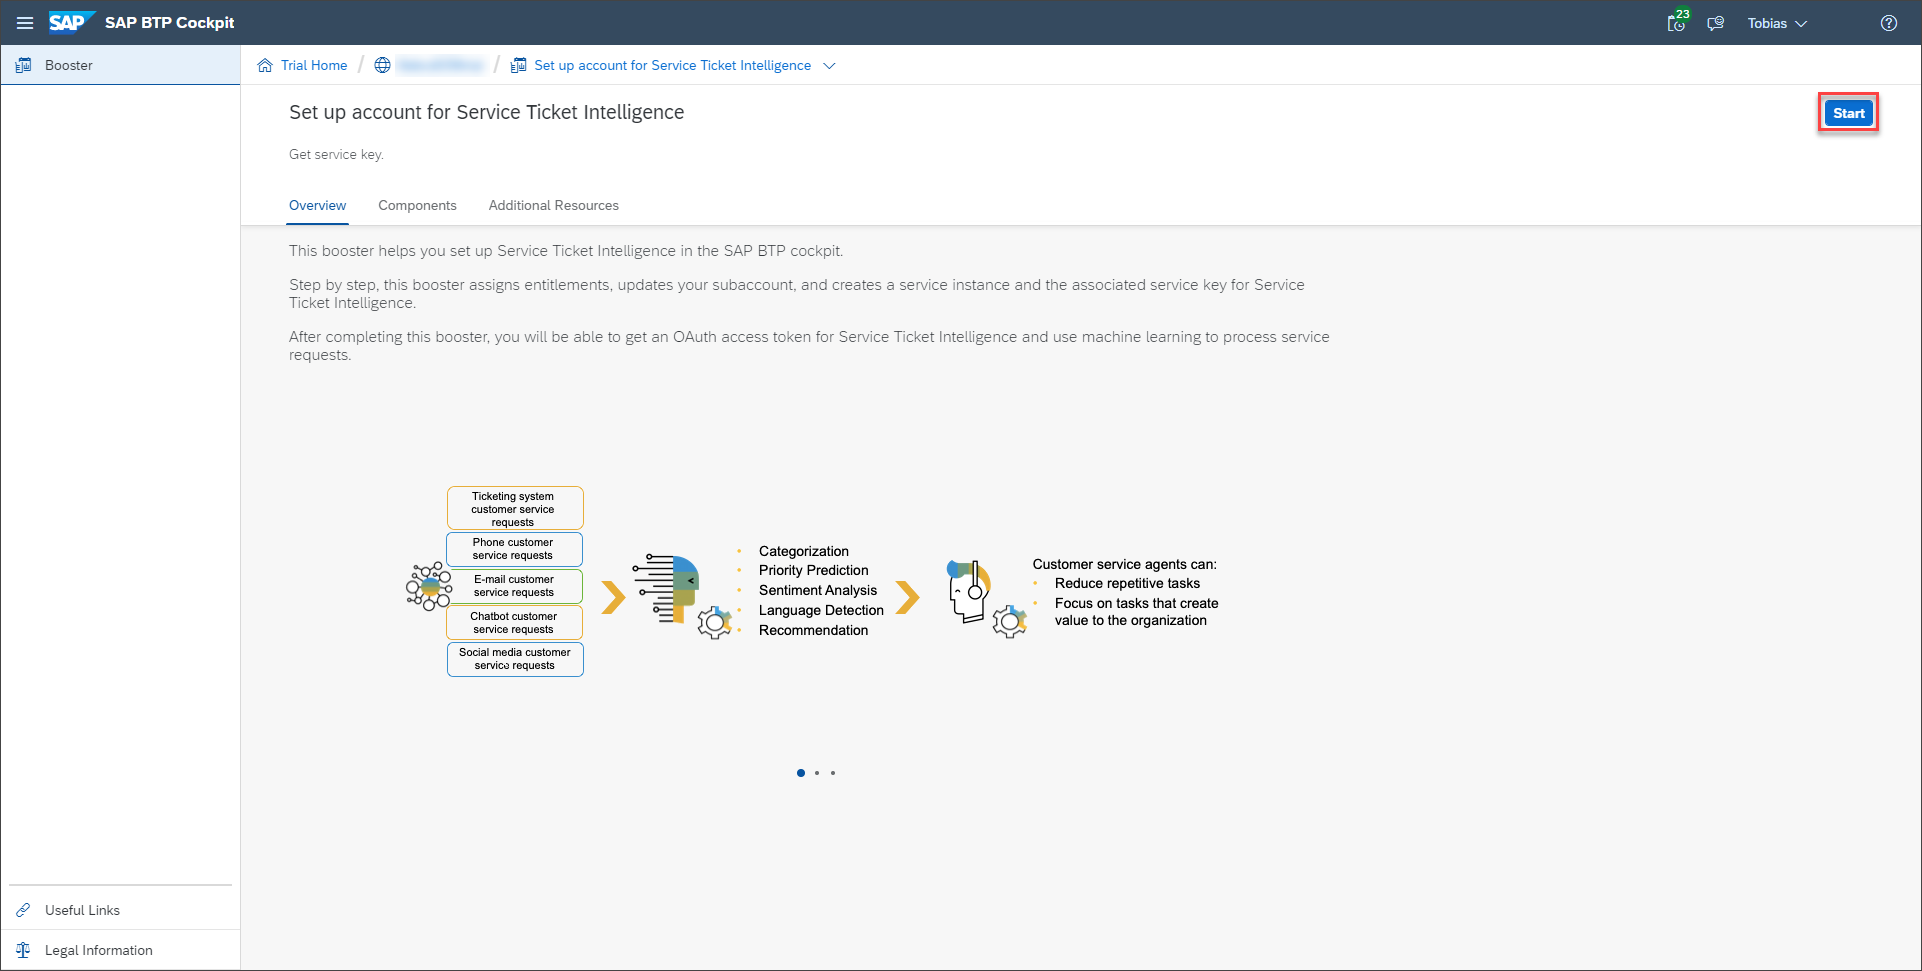 SAP SAP BTP Cockpit
23
Tobias
Booster
Trial Home / / Set up account for Service Ticket Intelligence
Set up account for Service Ticket Intelligence
Start
Get service key.
Overview Components Additional Resources
This booster helps you set up Service Ticket Intelligence in the SAP BTP cockpit.
Step by step, this booster assigns entitlements, updates your subaccount, and creates a service instance and the associated service key for Service
Ticket Intelligence.
After completing this booster, you will be able to get an OAuth access token for Service Ticket Intelligence and use machine learning to process service
requests.
Ticketing system
customer service
requests
Phone customer
service requests
E-mail customer
service requests
Chatbot customer
service requests
Social media customer
service requests
• Categorization
• Priority Prediction
• Sentiment Analysis
• Language Detection
• Recommendation
Customer service agents can:
• Reduce repetitive tasks
• Focus on tasks that create
value to the organization
Useful Links
Legal Information